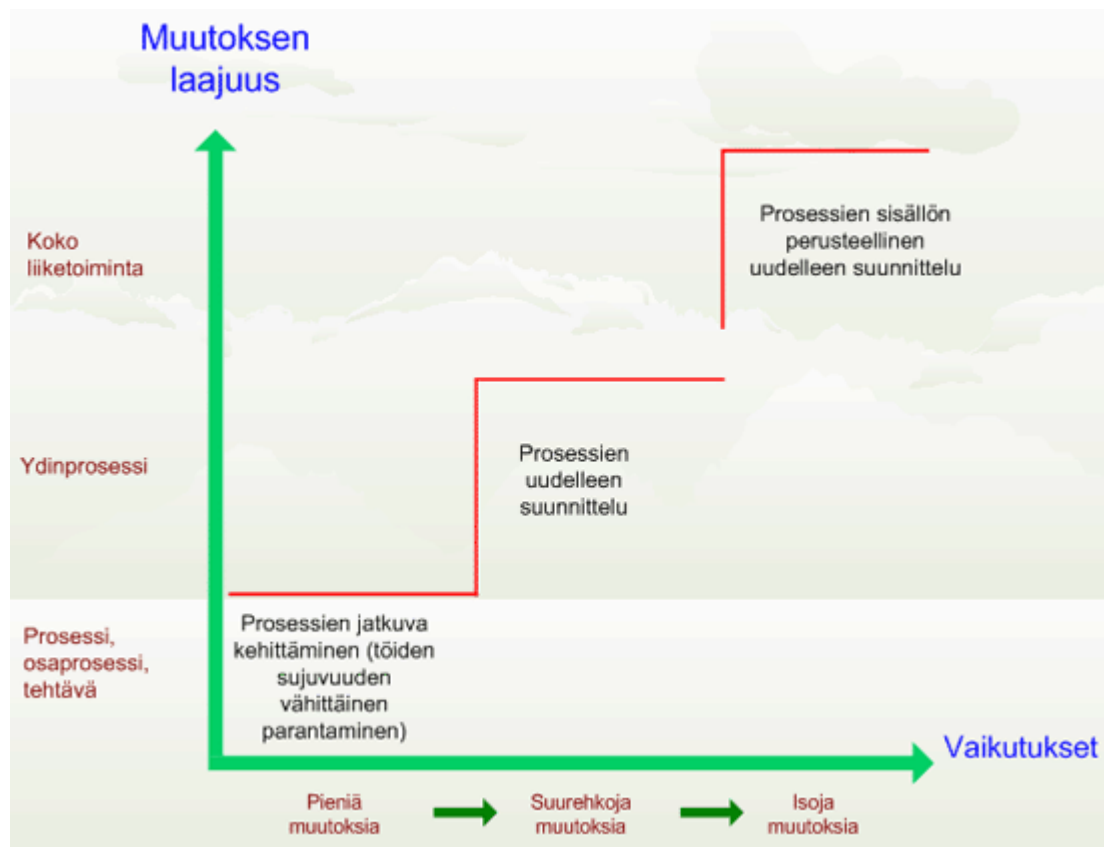 Muutoksen
laajuus
Koko
liiketoiminta
Prosessien sisällön
perusteellinen
uudelleen suunnittelu
Ydinprosessi
Prosessien
uudelleen
suunnittelu
Prosessi,
osaprosessi,
tehtävä
Prosessien jatkuva
kehittäminen (töiden
sujuvuuden
vähittäinen
parantaminen)
Vaikutukset
Pieniä
muutoksia
Suurehkoja
muutoksia
Isoja
muutoksia